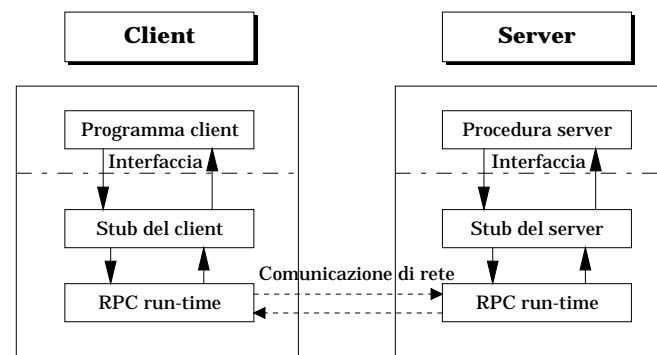 Client
Server
Programma client
Procedura server
Interfaccia
Interfaccia
Stub del client
Stub del server
Comunicazione di rete
RPC run-time
RPC run-time